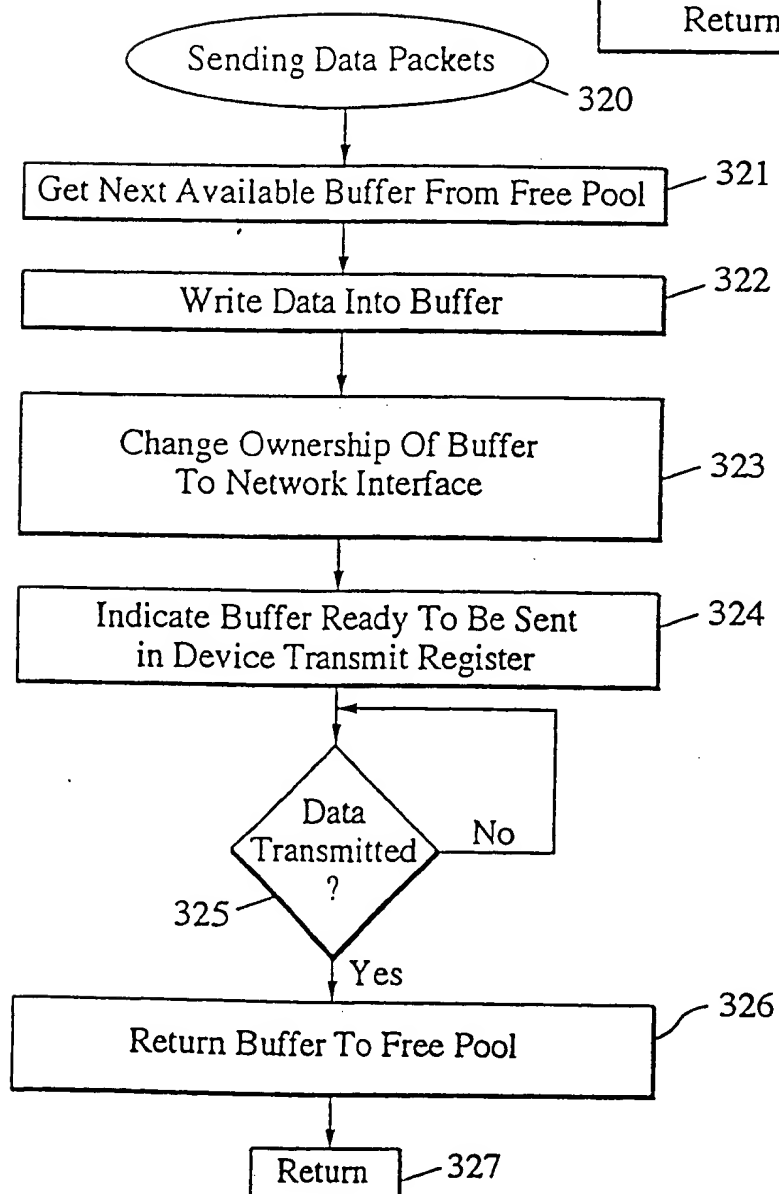 Return
Sending Data Packets
320
Get Next Available Buffer From Free Pool
321
Write Data Into Buffer
322
Change Ownership Of Buffer
To Network Interface
323
Indicate Buffer Ready To Be Sent
in Device Transmit Register
324
Data
Transmitted
?
No
325
Yes
Return Buffer To Free Pool
326
Return
327